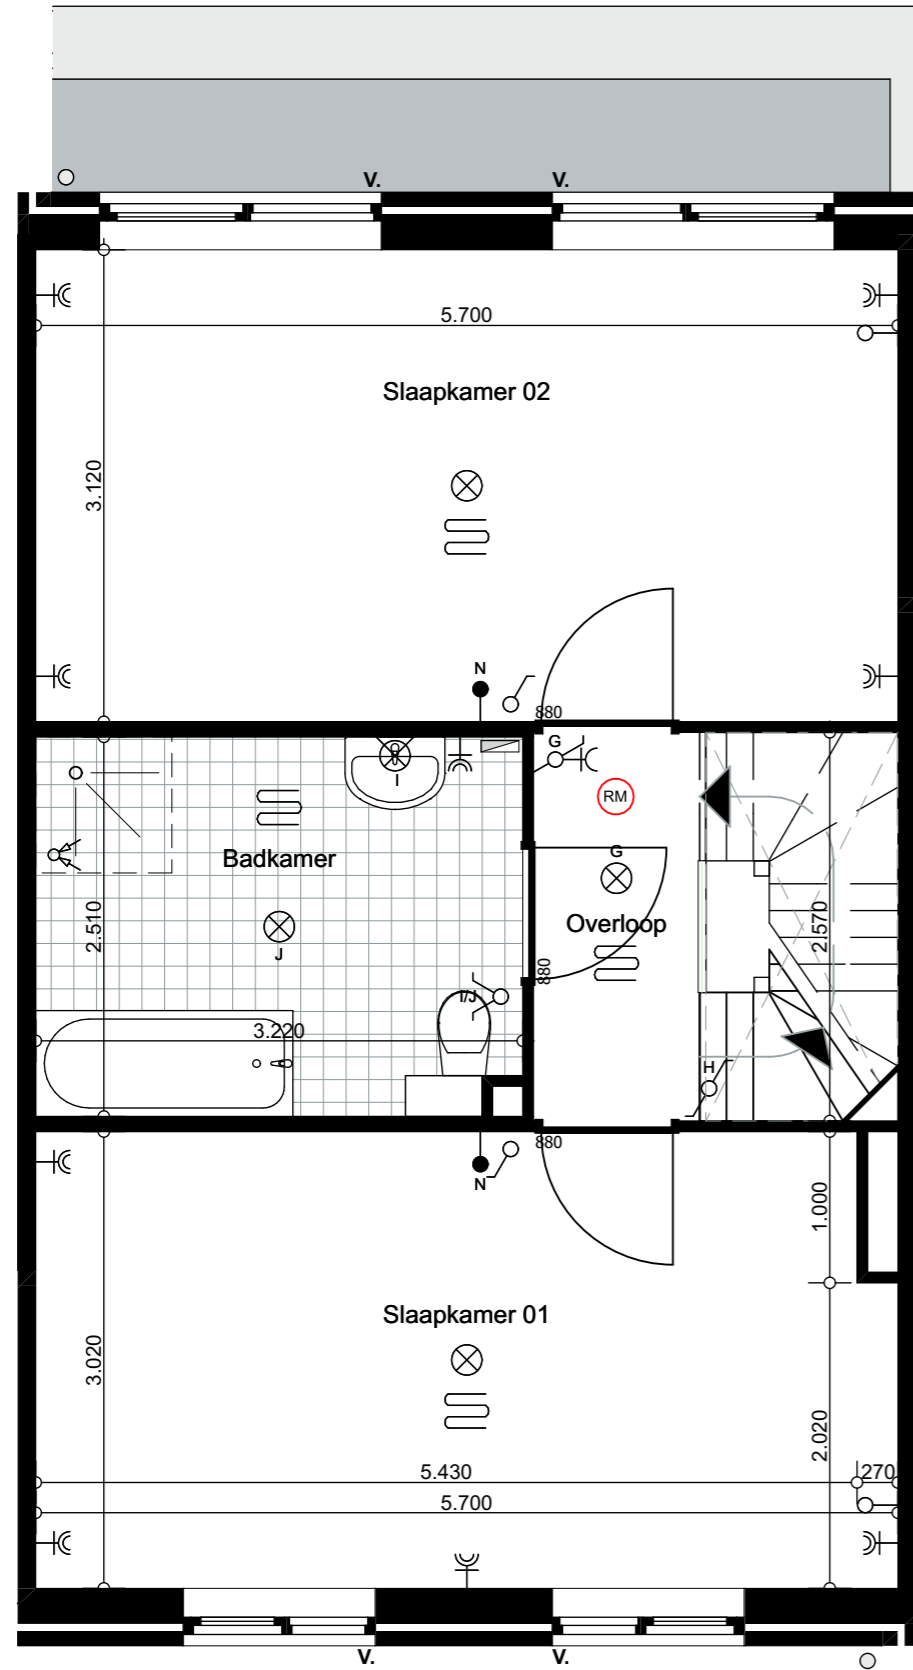 V. V.
5.700
Slaapkamer 02
3.120
N
880
G
I
RM
Badkamer
G
J
Overloop
2.510
2.570
880
I/J
3.220
H
880
N
1.000
Slaapkamer 01
3.020
2.020
5.430
270
5.700
V. V.